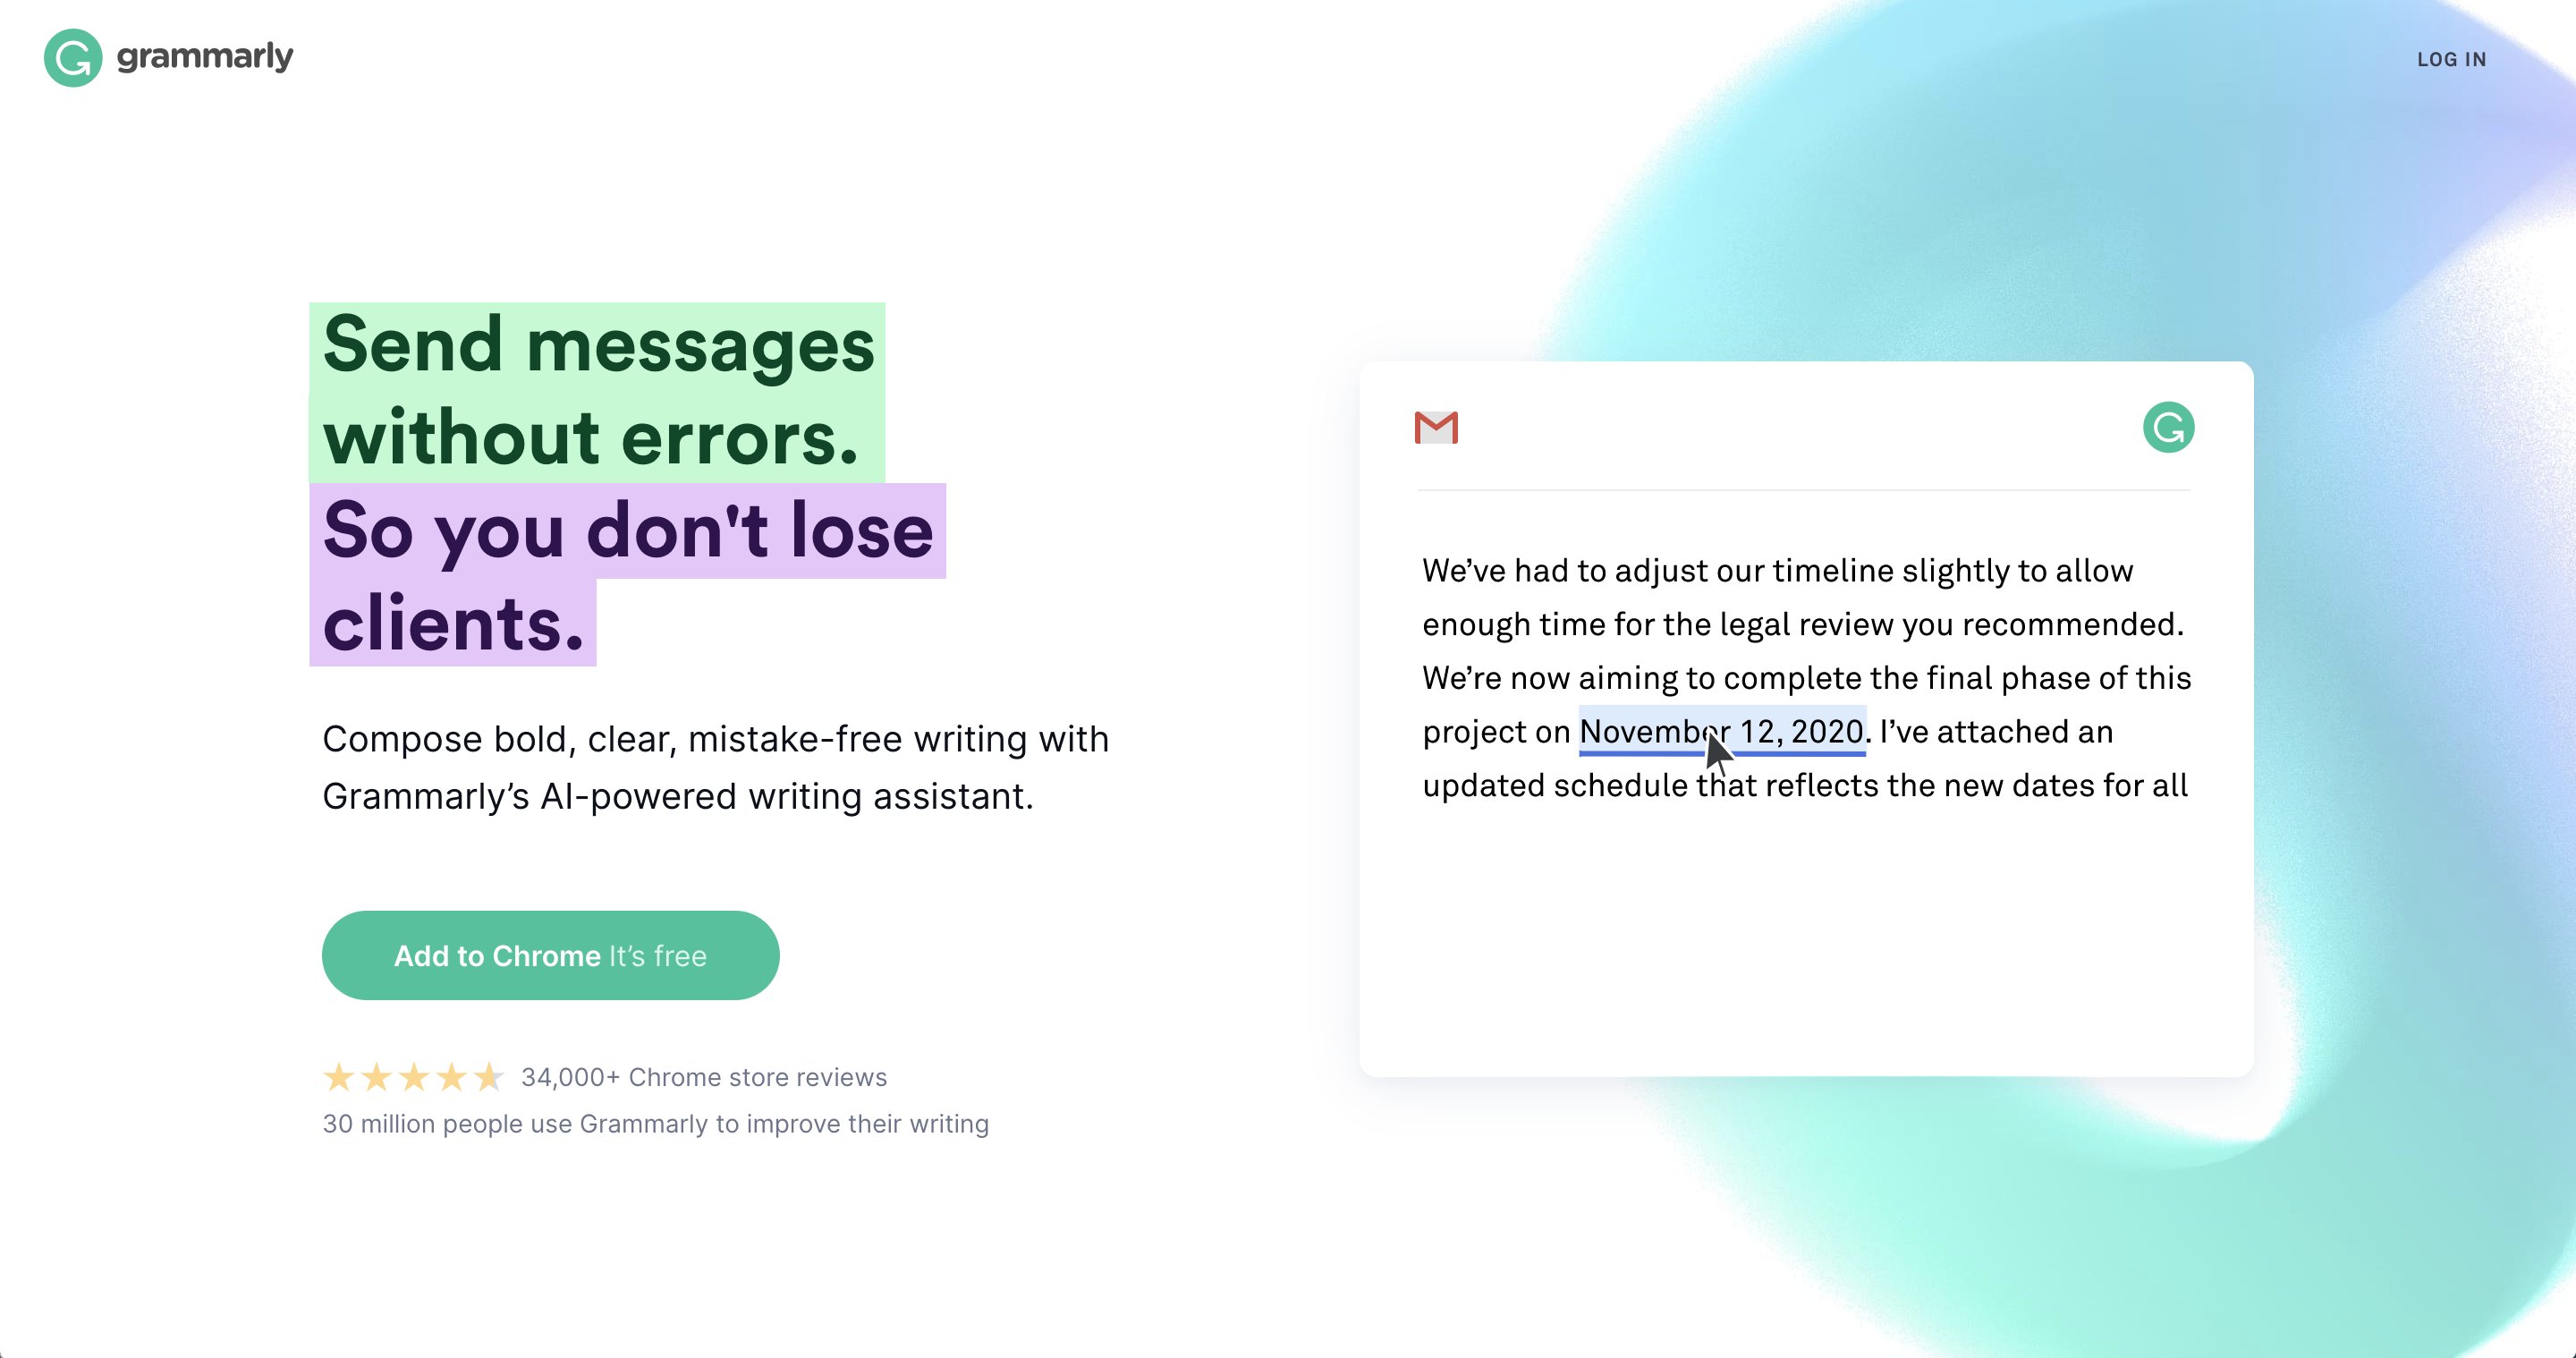 grammarly
LOG IN
Send messages
without errors.
So you don't lose
clients.
Compose bold, clear, mistake-free writing with
Grammarly’s AI-powered writing assistant.
Add to Chrome It’s free
34,000+ Chrome store reviews
30 million people use Grammarly to improve their writing
We’ve had to adjust our timeline slightly to allow
enough time for the legal review you recommended.
We’re now aiming to complete the final phase of this
project on November 12, 2020. I’ve attached an
updated schedule that reflects the new dates for all